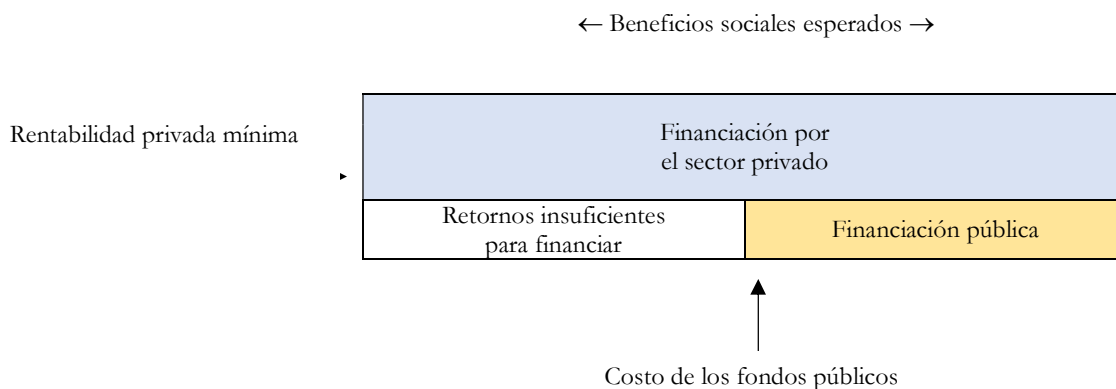 ← Beneficios sociales esperados →
Rentabilidad privada mínima
Financiación por
el sector privado
Retornos insuficientes
para financiar
Financiación pública
Costo de los fondos públicos